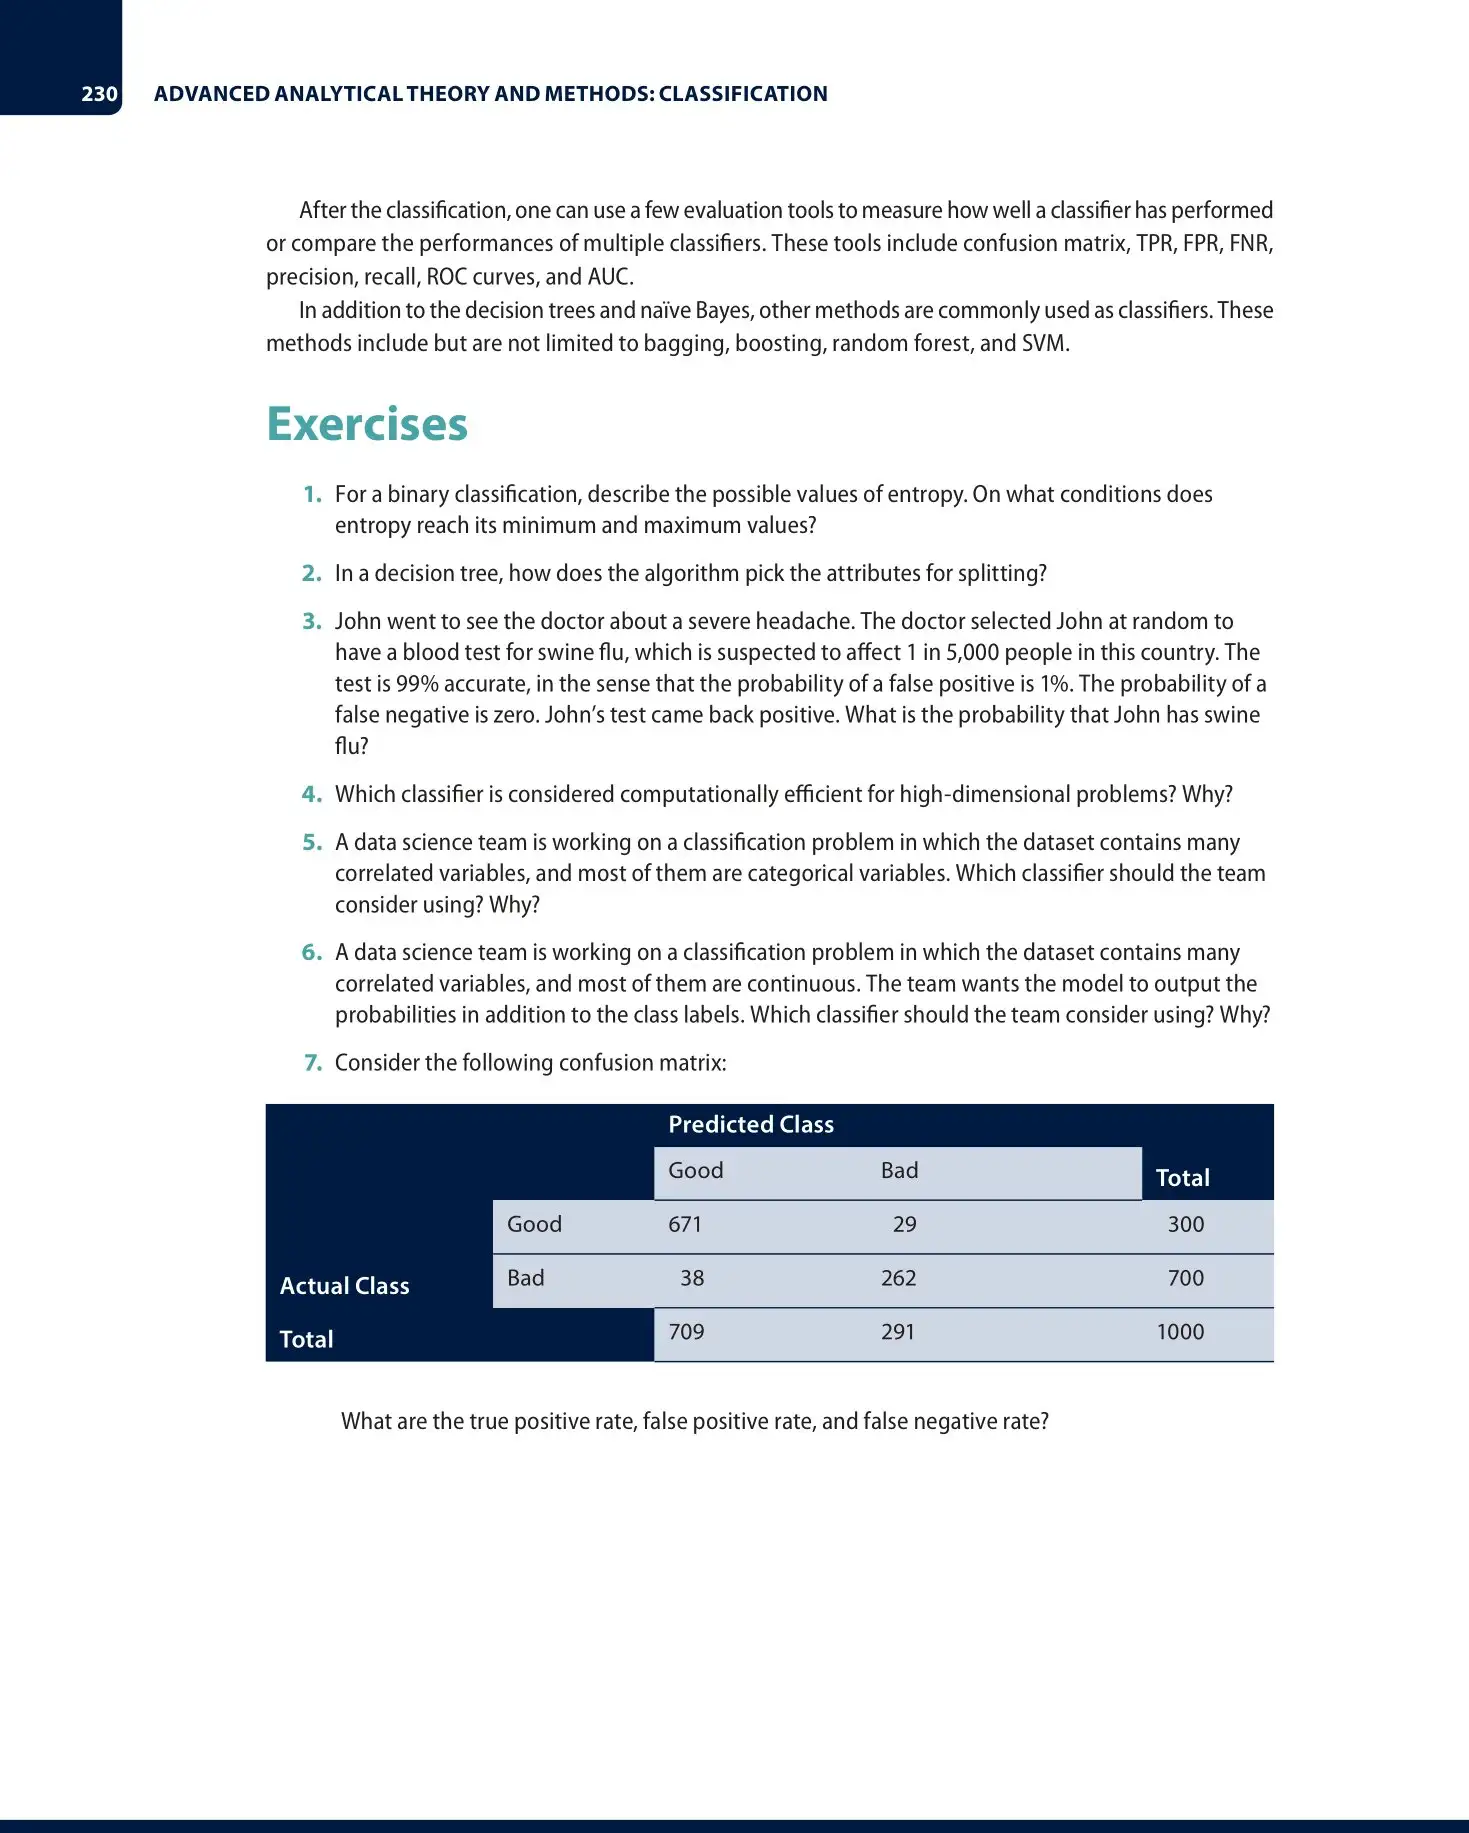 230 ADVANCED ANALYTICAL THEORY AND METHODS: CLASSIFICATION
After the classification, one can use a few evaluation tools to measure how well a classifier has performed
or compare the performances of multiple classifiers. These tools include confusion matrix, TPR, FPR, FNR,
precision, recall, ROC curves, and AUC.
In addition to the decision trees and naïve Bayes, other methods are commonly used as classifiers. These
methods include but are not limited to bagging, boosting, random forest, and SVM.
Exercises
1. For a binary classification, describe the possible values of entropy. On what conditions does
entropy reach its minimum and maximum values?
2. In a decision tree, how does the algorithm pick the attributes for splitting?
3. John went to see the doctor about a severe headache. The doctor selected John at random to
have a blood test for swine flu, which is suspected to affect 1 in 5,000 people in this country. The
test is 99% accurate, in the sense that the probability of a false positive is 1%. The probability of a
false negative is zero. John’s test came back positive. What is the probability that John has swine
flu?
4. Which classifier is considered computationally efficient for high-dimensional problems? Why?
5. A data science team is working on a classification problem in which the dataset contains many
correlated variables, and most of them are categorical variables. Which classifier should the team
consider using? Why?
6. A data science team is working on a classification problem in which the dataset contains many
correlated variables, and most of them are continuous. The team wants the model to output the
probabilities in addition to the class labels. Which classifier should the team consider using? Why?
7. Consider the following confusion matrix:
Predicted Class
Good Bad Total
Good 671 29 300
Actual Class Bad 38 262 700
Total 709 291 1000
What are the true positive rate, false positive rate, and false negative rate?